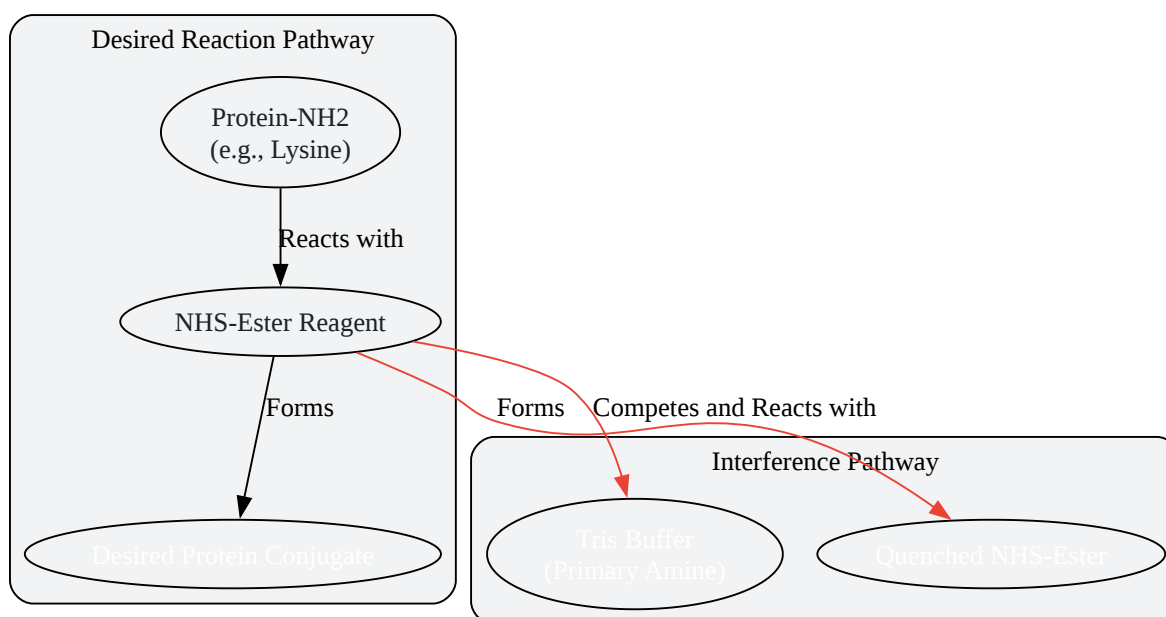 Desired Reaction Pathway
Protein-NH2
(e.g., Lysine)
Reacts with
NHS-Ester Reagent
Forms
Forms
Competes and Reacts with
Interference Pathway
Desired Protein Conjugate
Tris Buffer
(Primary Amine)
Quenched NHS-Ester